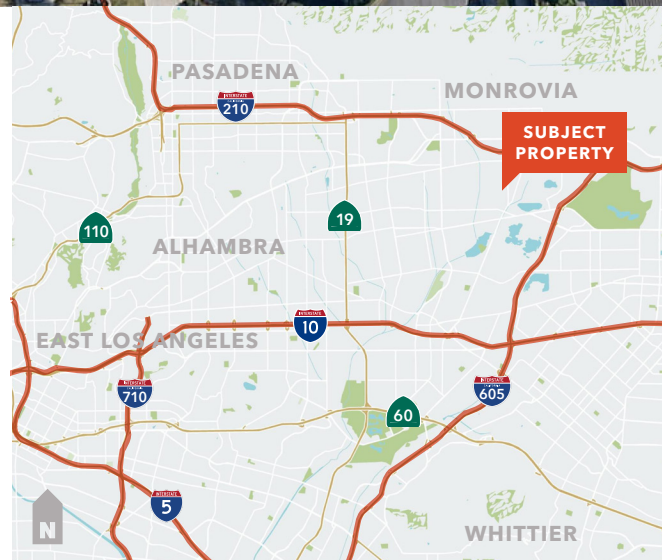 PASADENA
MONROVIA
INTERSTATE
210
SUBJECT
PROPERTY
19
110
ALHAMBRA
INTERSTATE
10
EAST LOS ANGELES
INTERSTATE
710
INTERSTATE
605
60
INTERSTATE
5
N
WHITTIER